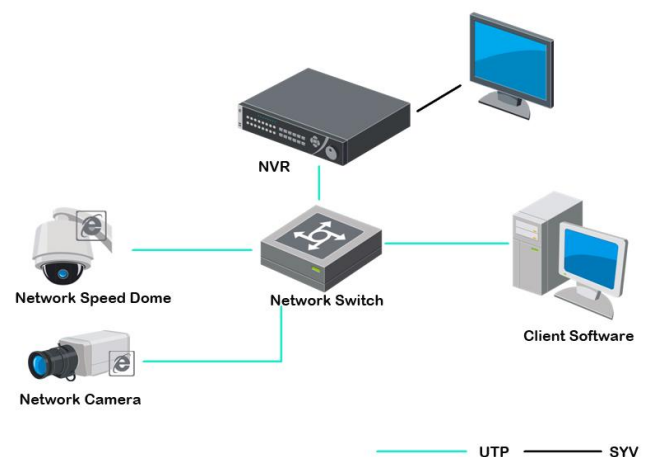 NVR
Network Speed Dome
Network Switch
Client Software
Network Camera
UTP
SYV